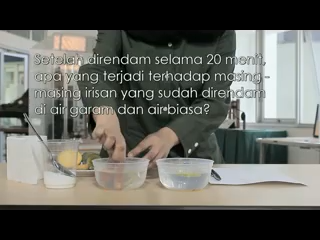 Setelah direndam selama 20 menit,
apa yang terjadi terhadap masing -
masing irisan yang sudah direndam
di air garam dan air biasa?